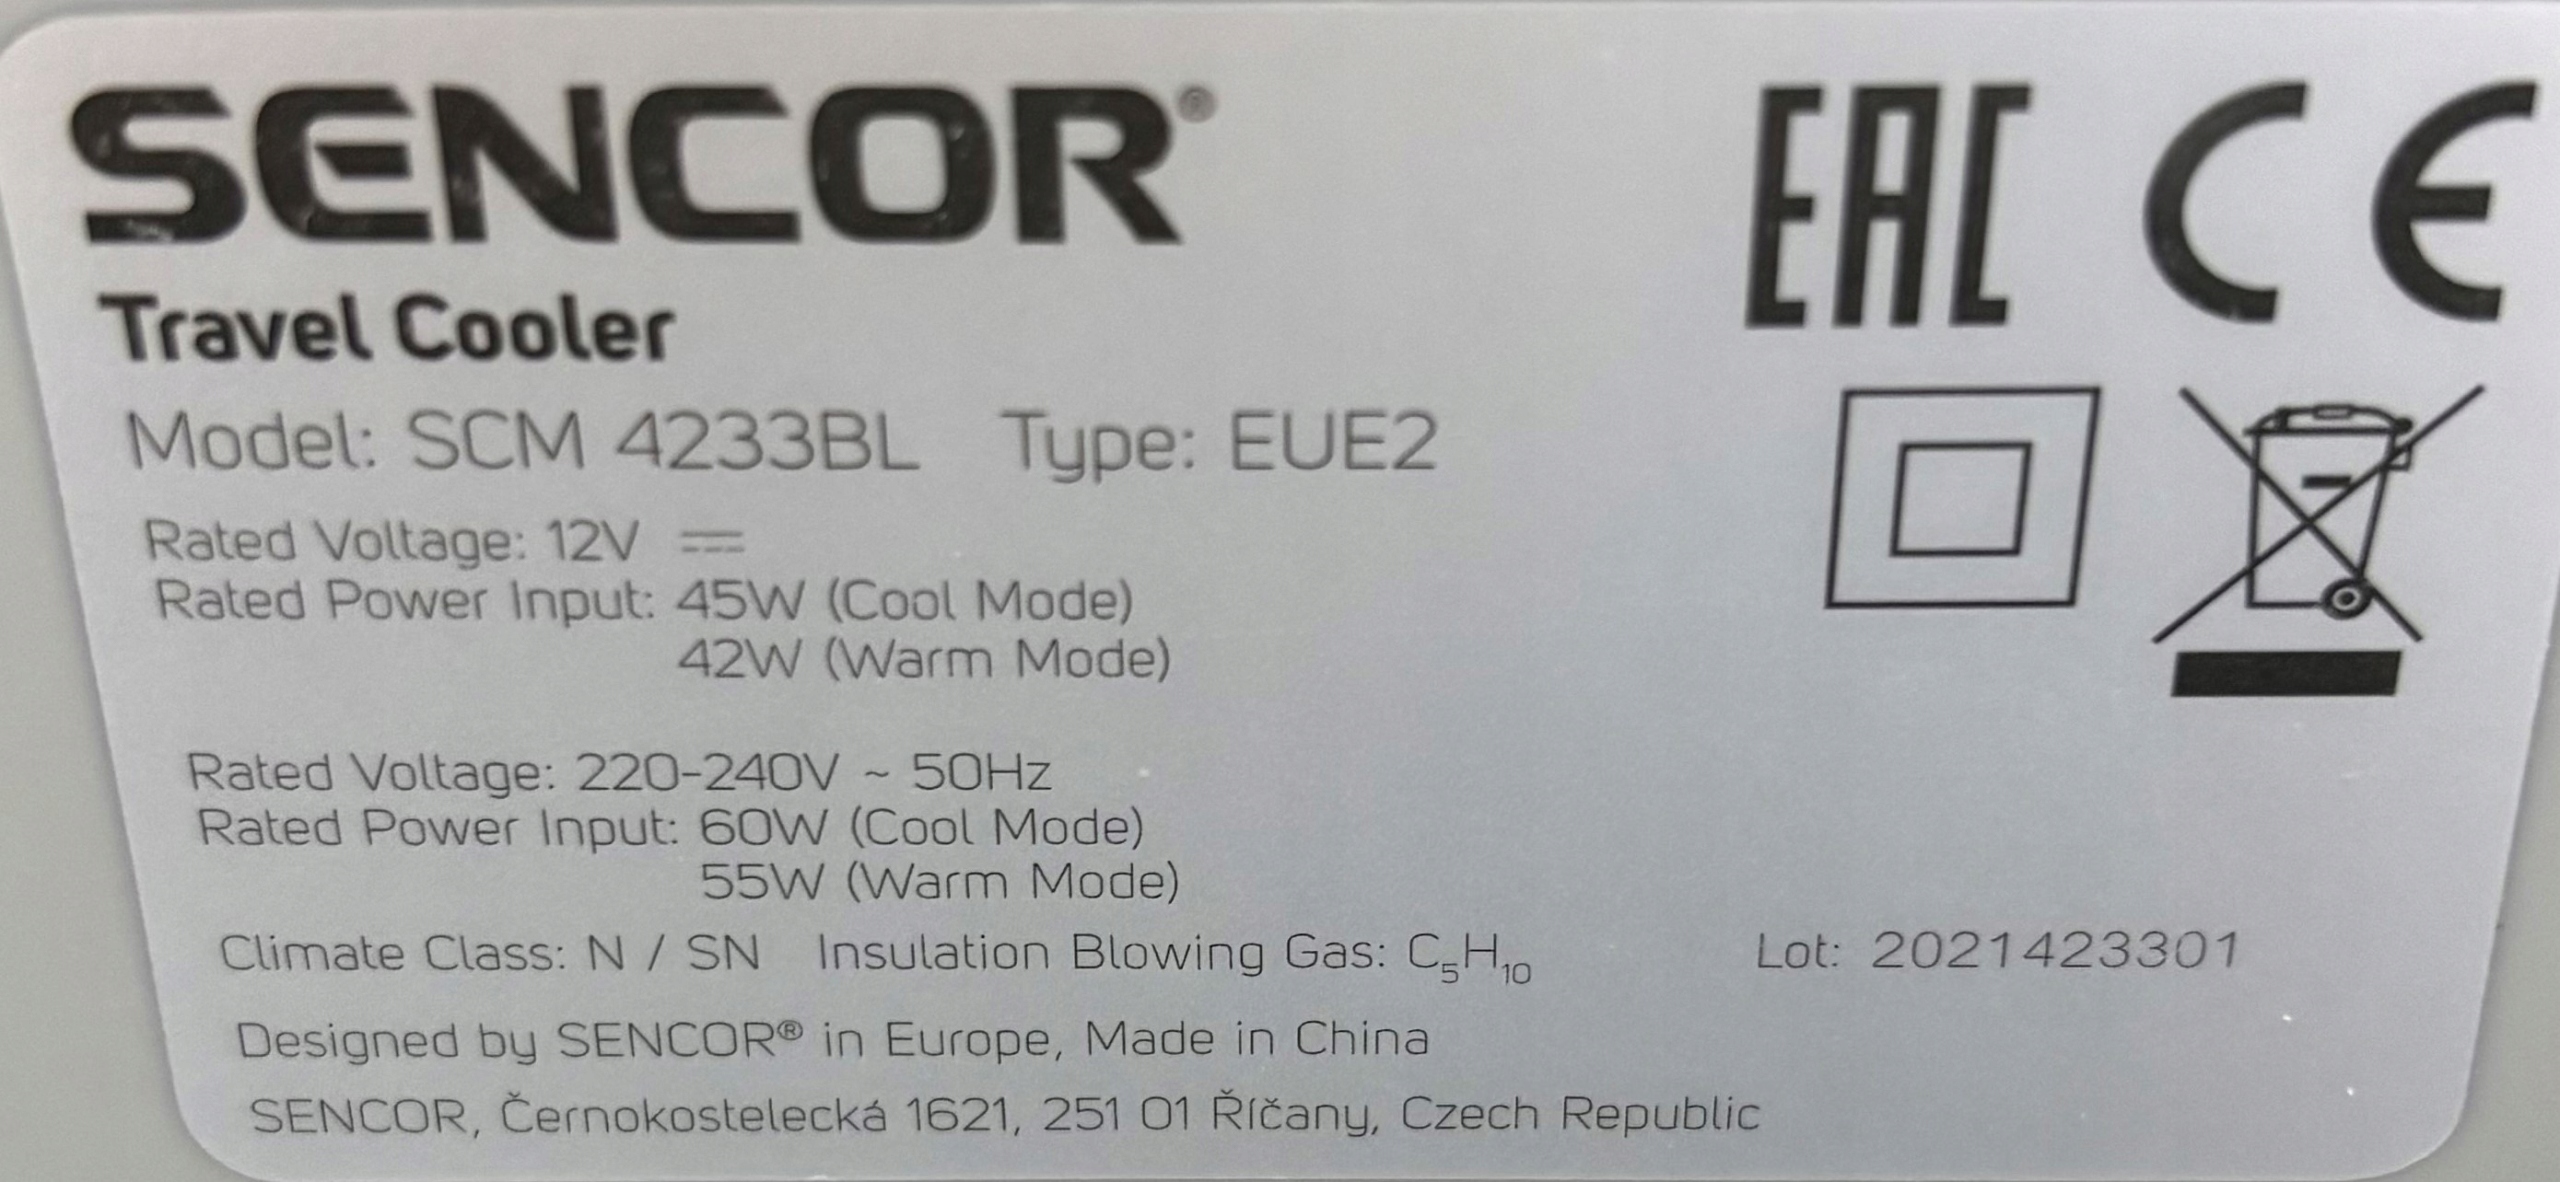 SENCOR®
EAC CE
Travel Cooler
Model: SCM 4233BL Type: EUE2
Rated Voltage: 12V ⎓
Rated Power Input: 45W (Cool Mode)
42W (Warm Mode)
Rated Voltage: 220-240V ~ 50Hz
Rated Power Input: 60W (Cool Mode)
55W (Warm Mode)
Climate Class: N / SN Insulation Blowing Gas: C₅H₁₀ Lot: 2021423301
Designed by SENCOR® in Europe, Made in China
SENCOR, Černokostelecká 1621, 251 01 Říčany, Czech Republic